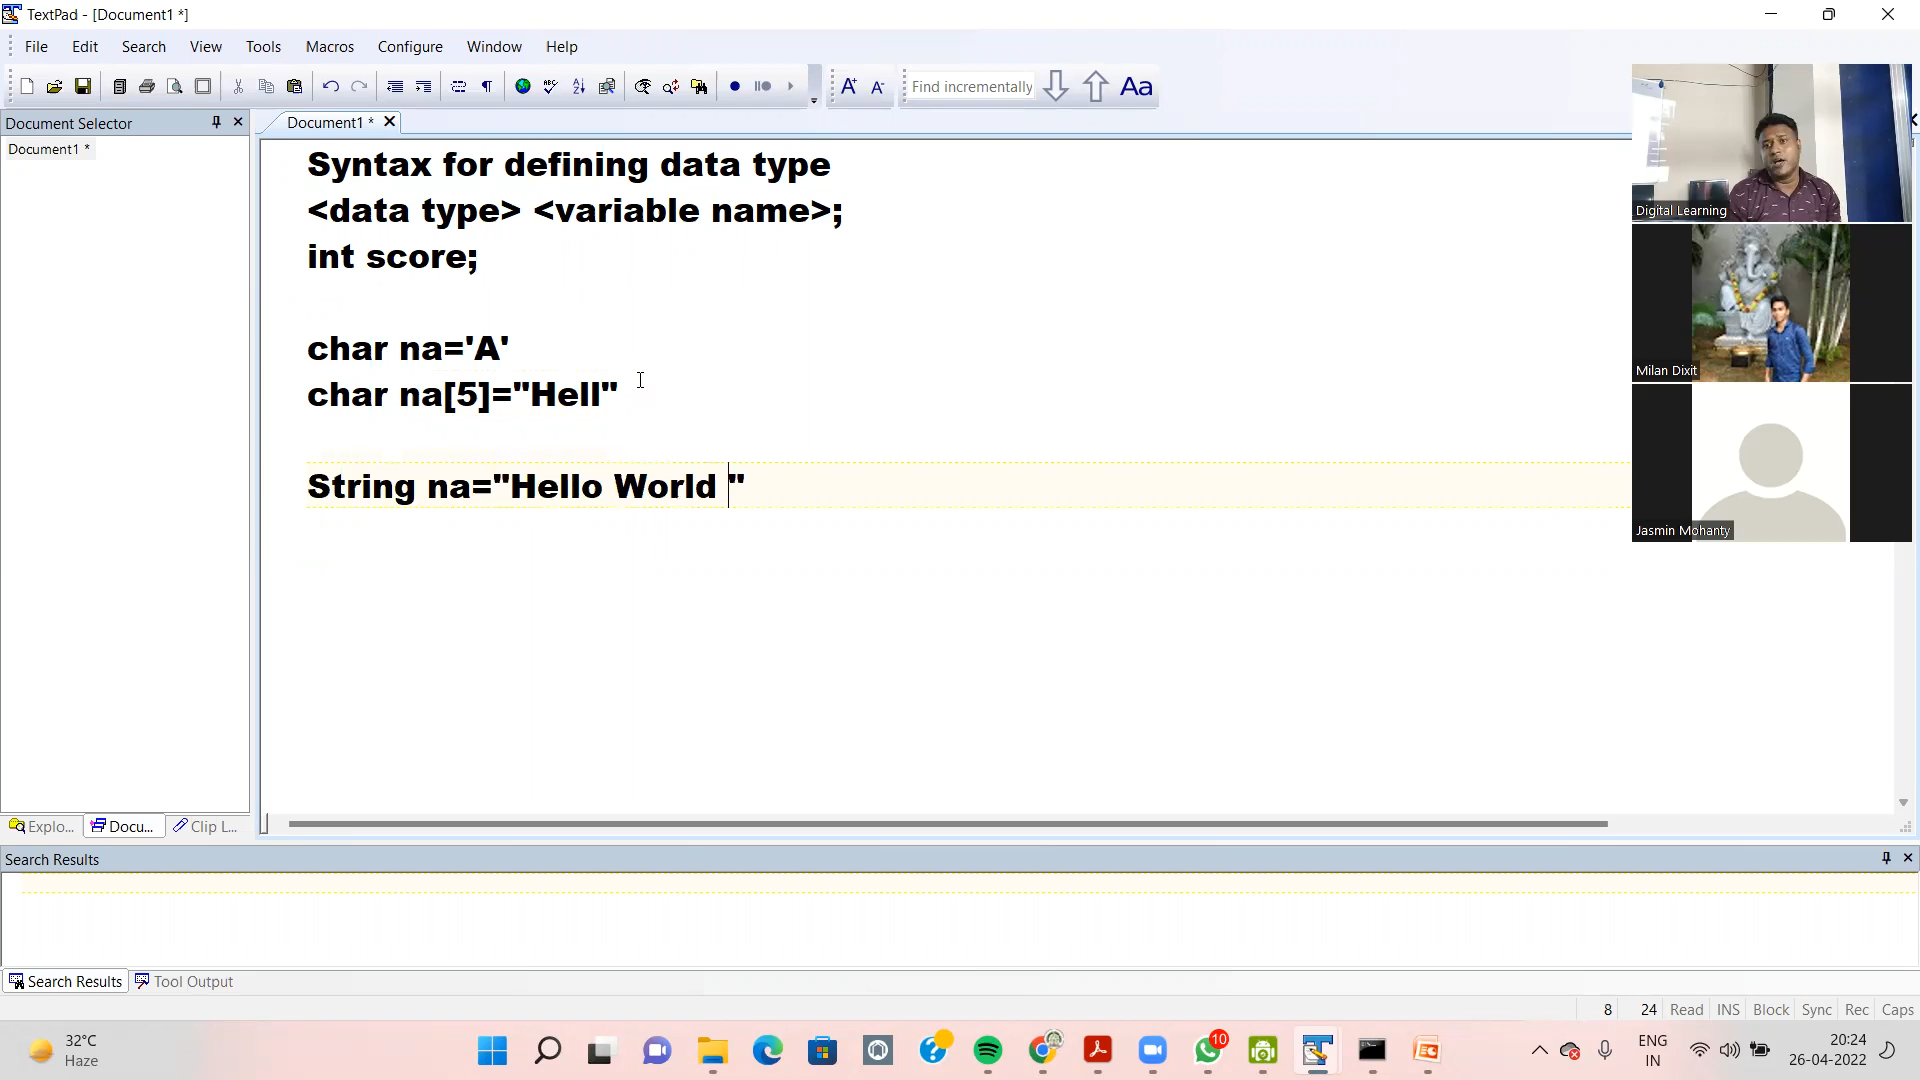 TextPad - [Document1 *]
File Edit Search View Tools Macros Configure Window Help
Find incrementally
Aa
Document Selector
Document1 *
Document1 *
Syntax for defining data type
<data type> <variable name>;
int score;
char na='A'
char na[5]="Hell"
String na="Hello World "
Digital Learning
Milan Dixit
Jasmin Mohanty
Explo... Docu... Clip L...
Search Results
Search Results Tool Output
8 24 Read INS Block Sync Rec Caps
32°C
Haze
10
ENG
IN
20:24
26-04-2022